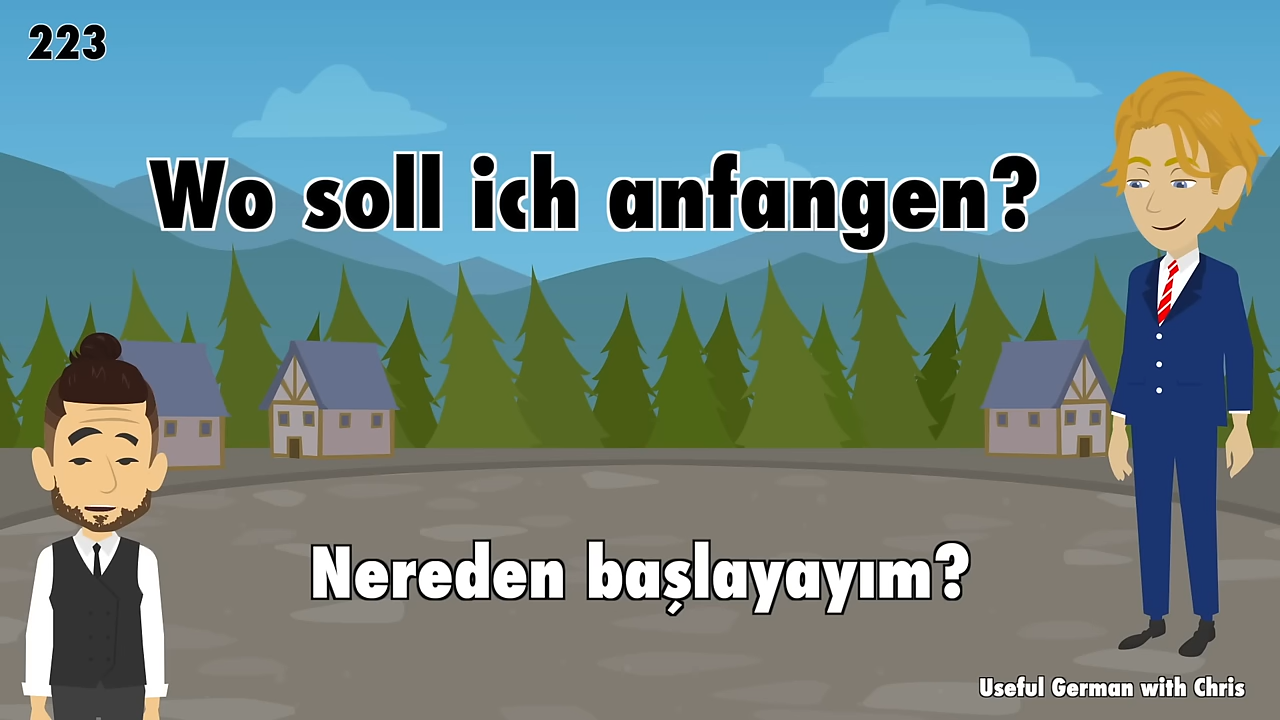 223
Wo soll ich anfangen?
Nereden başlayayım?
Useful German with Chris